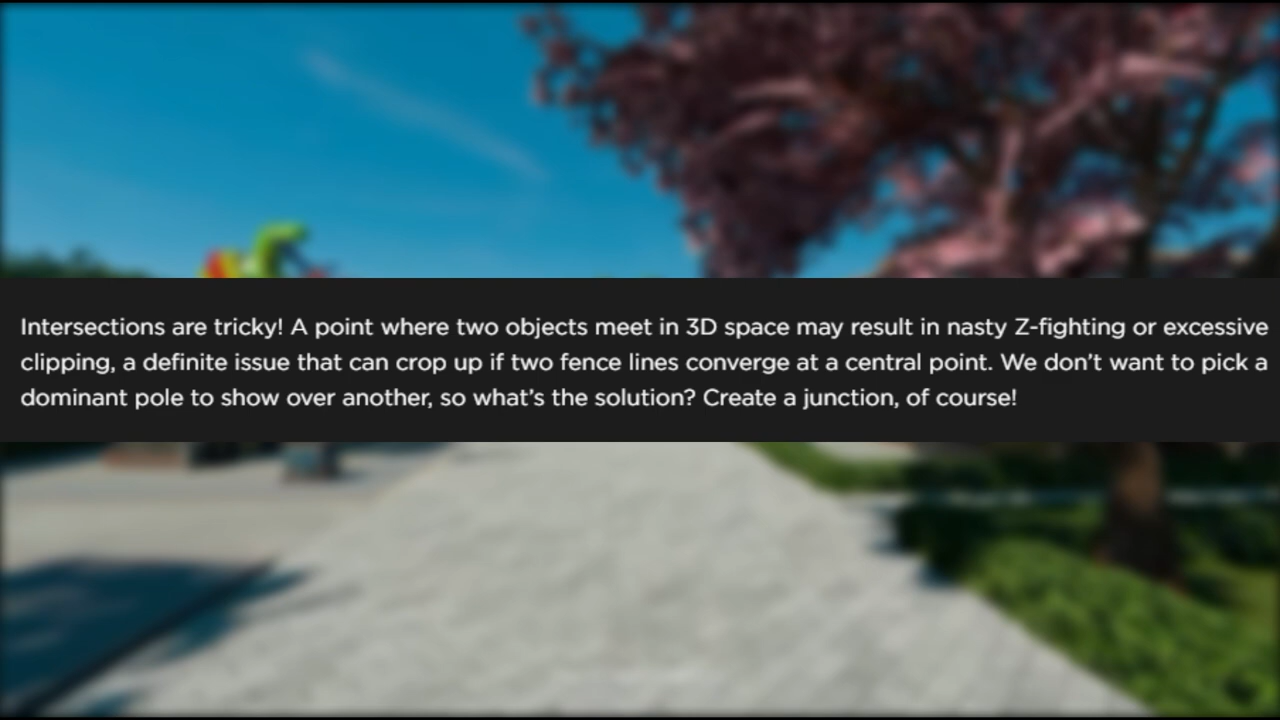 Intersections are tricky! A point where two objects meet in 3D space may result in nasty Z-fighting or excessive
clipping, a definite issue that can crop up if two fence lines converge at a central point. We don’t want to pick a
dominant pole to show over another, so what’s the solution? Create a junction, of course!